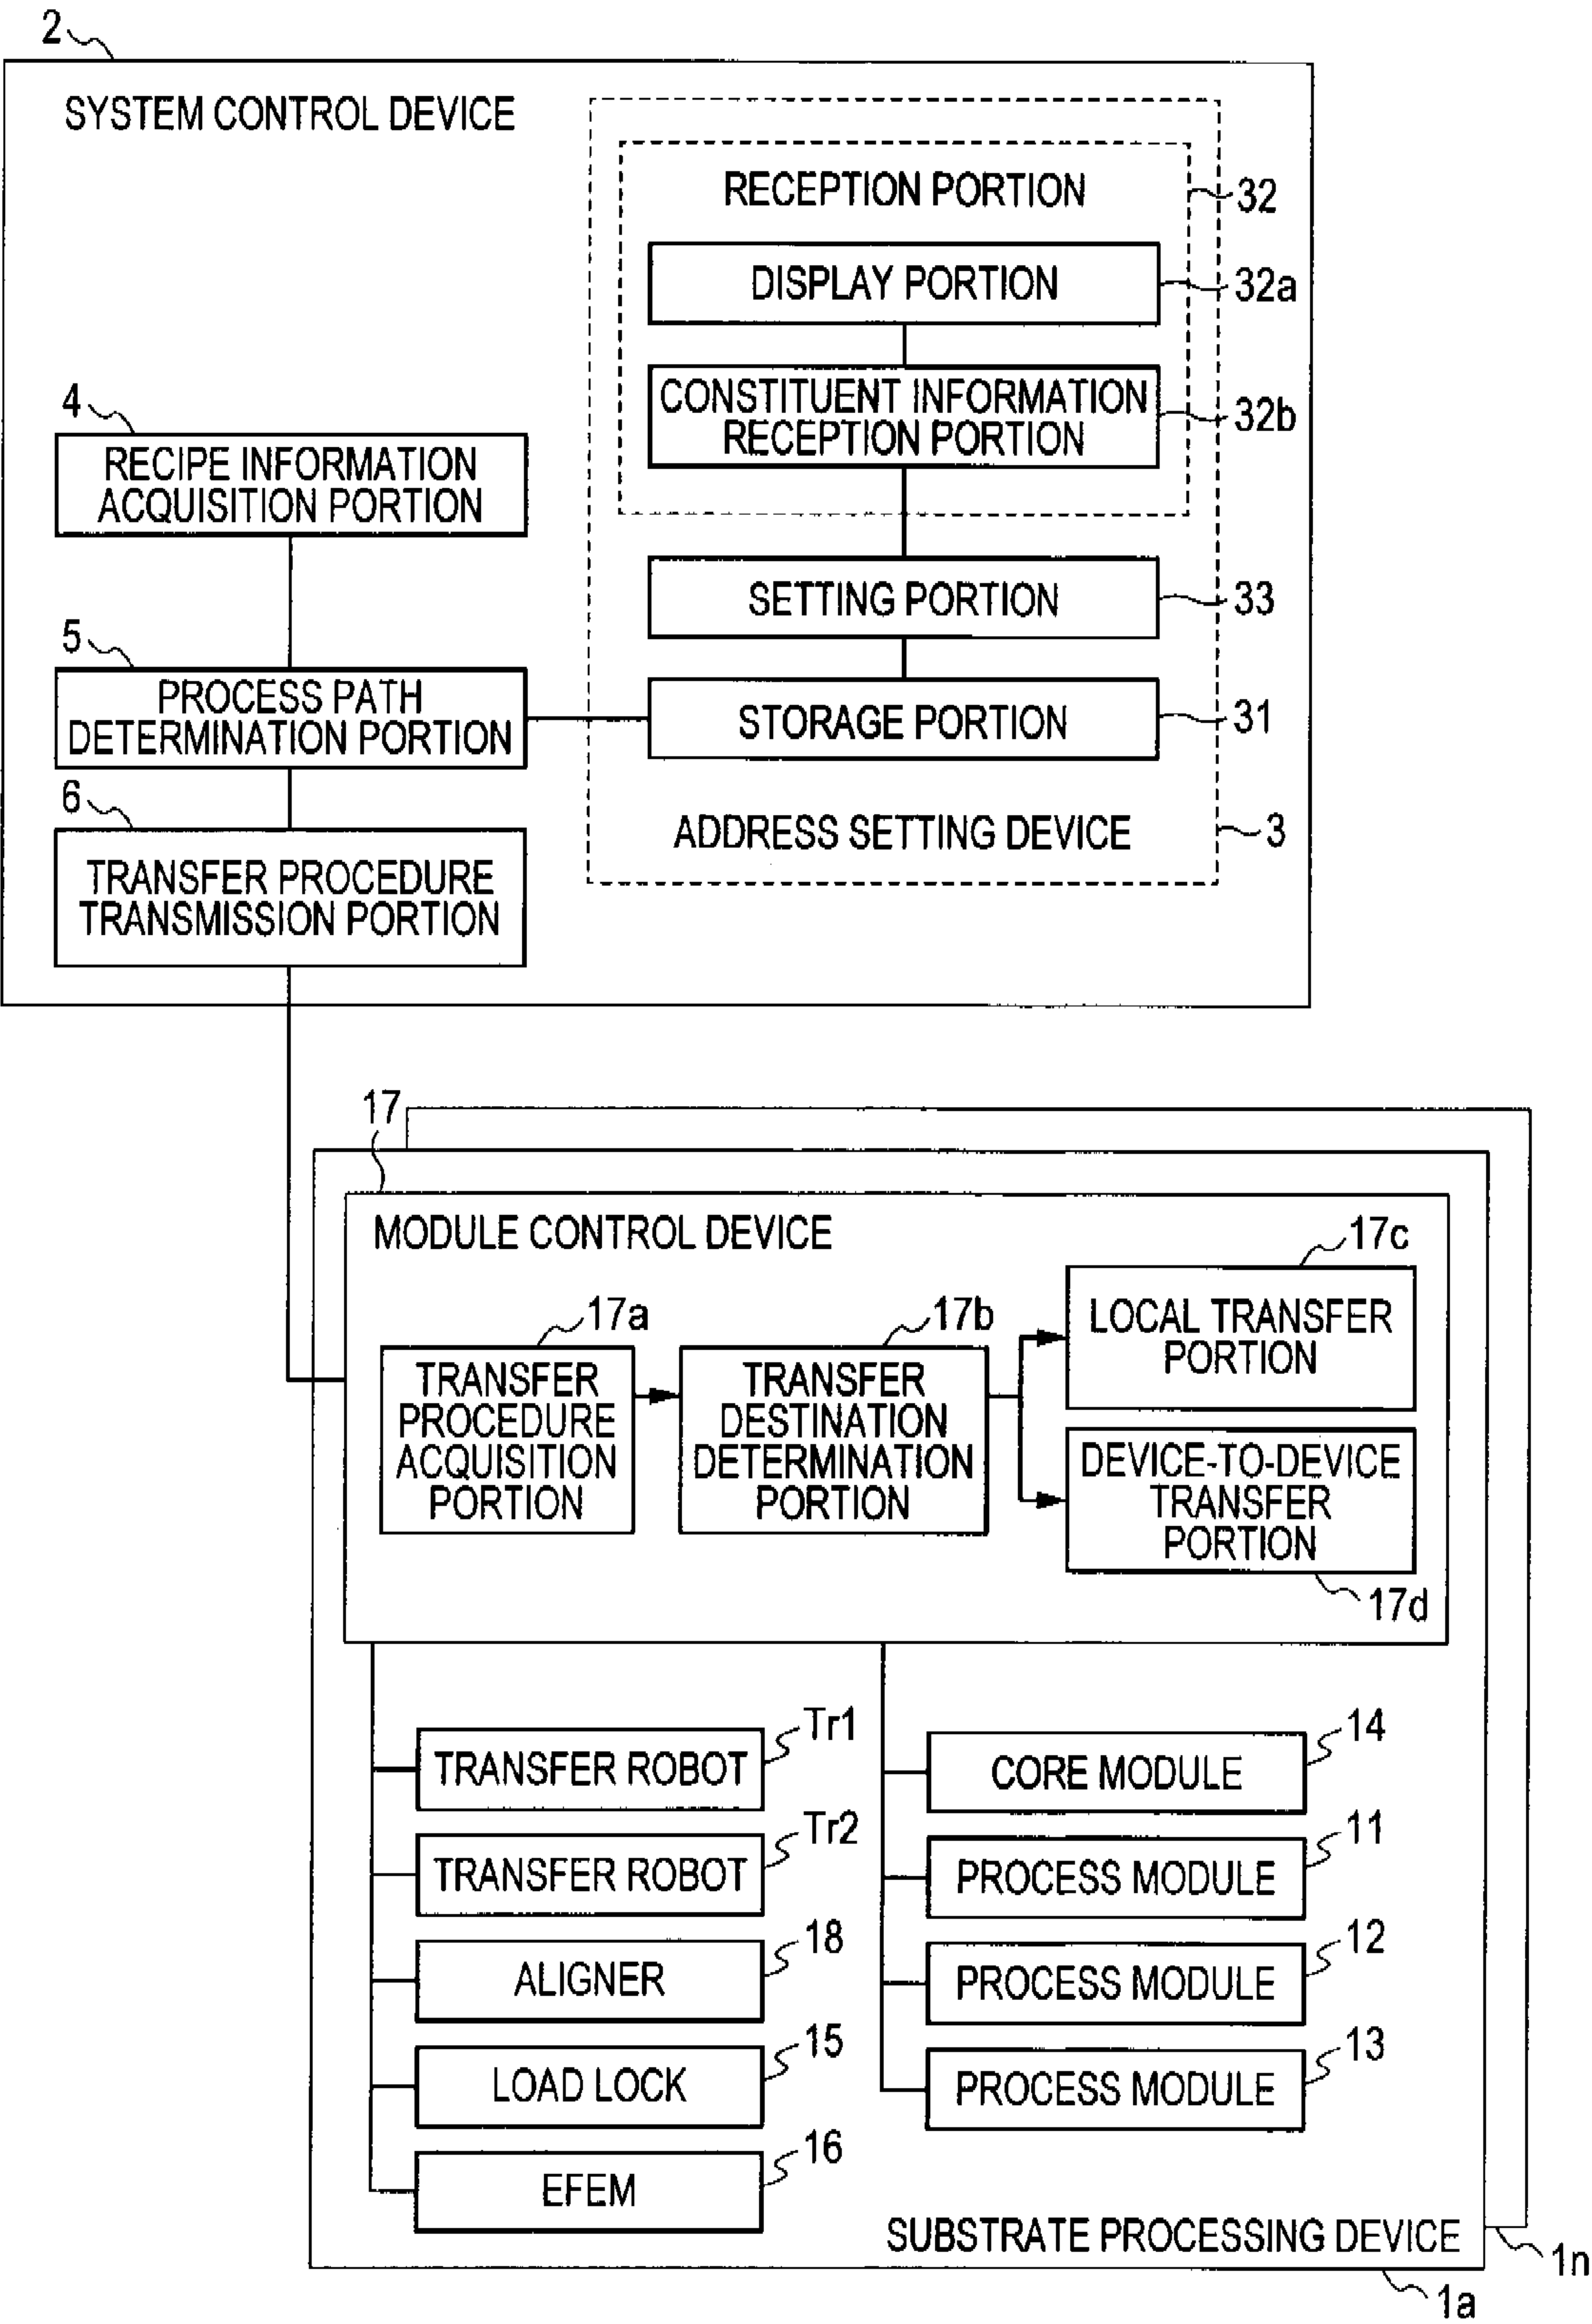 2
SYSTEM CONTROL DEVICE
RECEPTION PORTION
32
DISPLAY PORTION
32a
CONSTITUENT INFORMATION
RECEPTION PORTION
32b
4
RECIPE INFORMATION
ACQUISITION PORTION
SETTING PORTION
33
5
PROCESS PATH
DETERMINATION PORTION
STORAGE PORTION
31
6
TRANSFER PROCEDURE
TRANSMISSION PORTION
ADDRESS SETTING DEVICE
3
17
MODULE CONTROL DEVICE
17a
TRANSFER
PROCEDURE
ACQUISITION
PORTION
17b
TRANSFER
DESTINATION
DETERMINATION
PORTION
17c
LOCAL TRANSFER
PORTION
DEVICE-TO-DEVICE
TRANSFER
PORTION
17d
Tr1
TRANSFER ROBOT
Tr2
TRANSFER ROBOT
18
ALIGNER
15
LOAD LOCK
16
EFEM
14
CORE MODULE
11
PROCESS MODULE
12
PROCESS MODULE
13
PROCESS MODULE
SUBSTRATE PROCESSING DEVICE
1n
1a